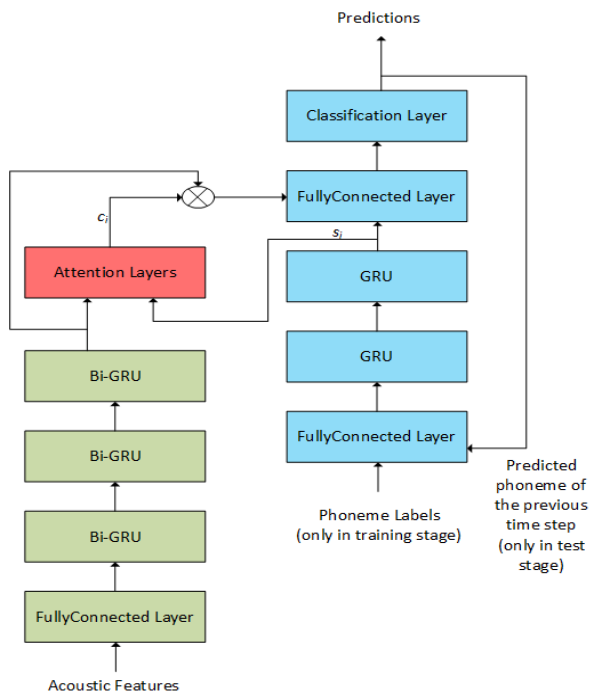 Predictions
Classification Layer
FullyConnected Layer
c_i
s_i
Attention Layers
GRU
GRU
Bi-GRU
FullyConnected Layer
Bi-GRU
Predicted
phoneme of
the previous
time step
(only in test
stage)
Phoneme Labels
(only in training stage)
Bi-GRU
FullyConnected Layer
Acoustic Features